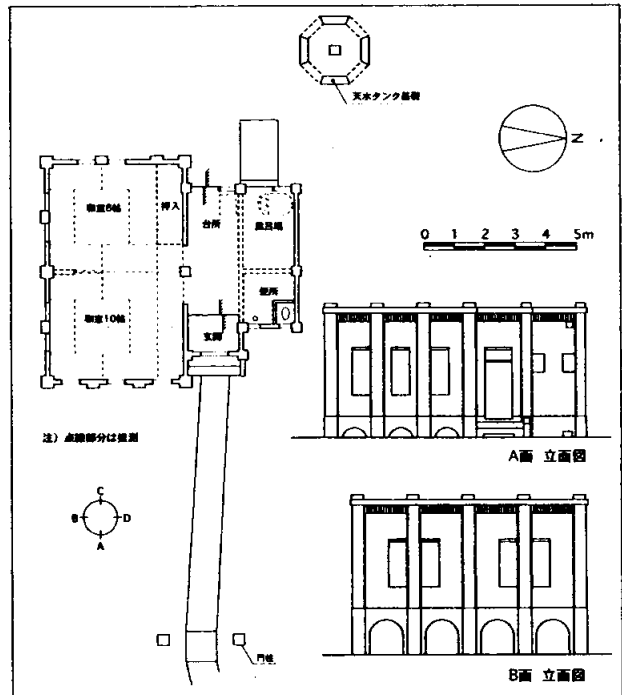 天水タンク基礎
N
0 1 2 3 4 5m
寝室8帖
押入
台所
風呂場
便所
寝室10帖
玄関
注）点線部分は推測
C
B D
A
門柱
A面 立面図
B面 立面図